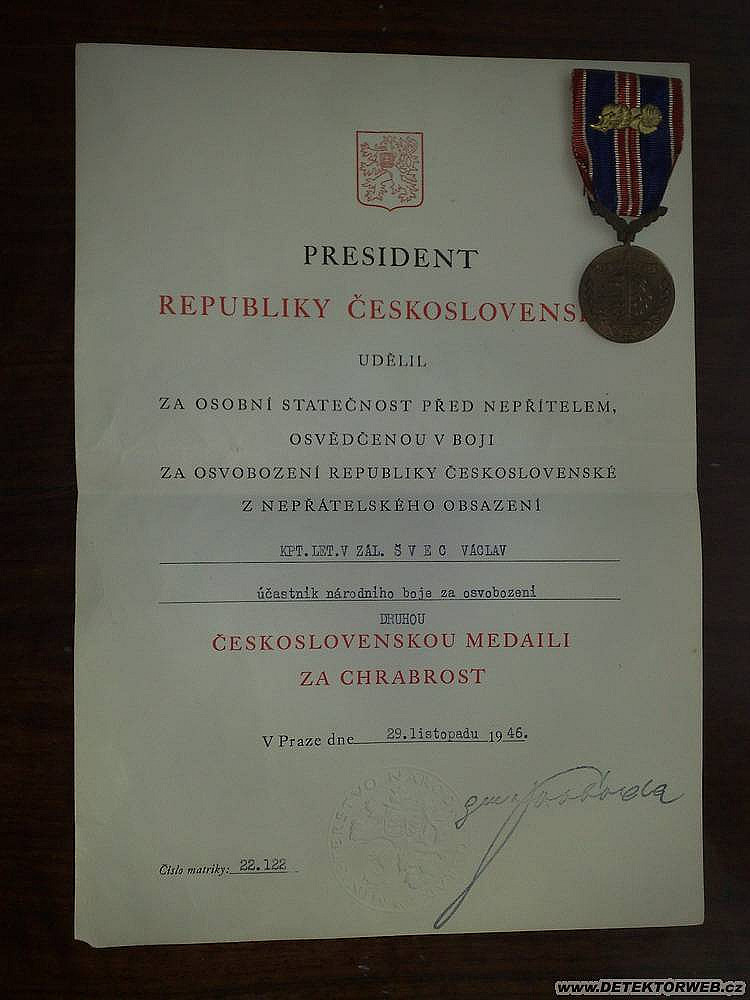 PRESIDENT
REPUBLIKY ČESKOSLOVENS
UDĚLIL
ZA OSOBNÍ STATEČNOST PŘED NEPŘÍTELEM,
OSVĚDČENOU V BOJI
ZA OSVOBOZENÍ REPUBLIKY ČESKOSLOVENSKÉ
Z NEPŘÁTELSKÉHO OBSAZENÍ
KPT.LET.V ZÁL. ŠVEC VÁCLAV
účastník národního boje za osvobození
DRUHOU
ČESKOSLOVENSKOU MEDAILI
ZA CHRABROST
V Praze dne 29.listopadu 1946.
Svoboda
Číslo matriky: 22.122
www.DETEKTORWEB.cz